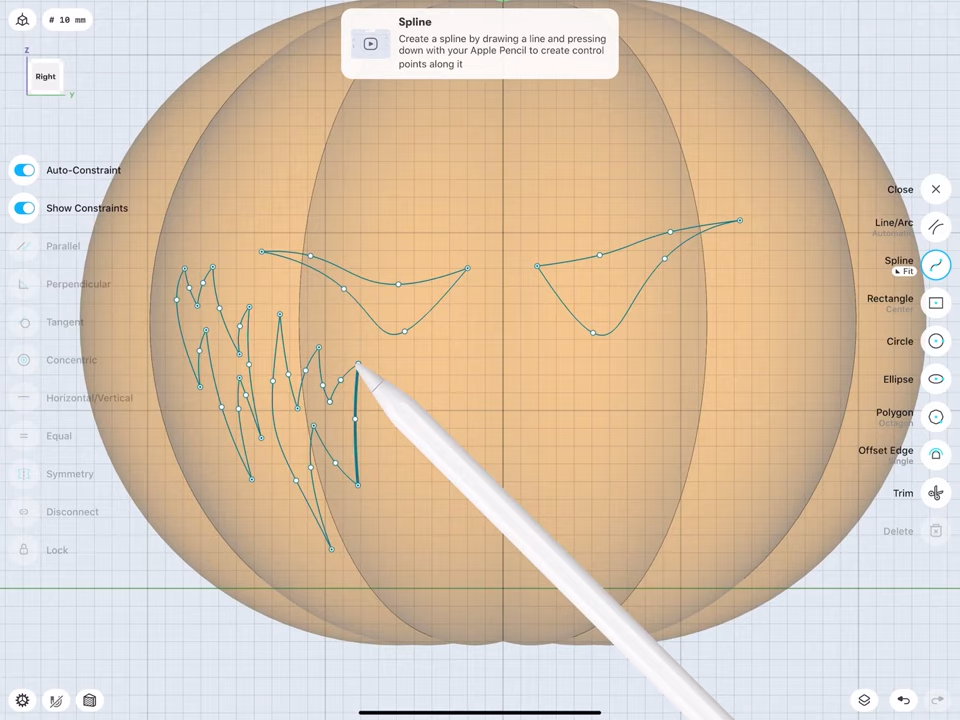 # 10 mm
Spline
Create a spline by drawing a line and pressing
down with your Apple Pencil to create control
points along it
Z
Right
Y
Auto-Constraint
Show Constraints
Parallel
Perpendicular
Tangent
Concentric
Horizontal/Vertical
Equal
Symmetry
Disconnect
Lock
Close
Line/Arc
Automatic
Spline
Fit
Rectangle
Center
Circle
Ellipse
Polygon
Octagon
Offset Edge
Single
Trim
Delete